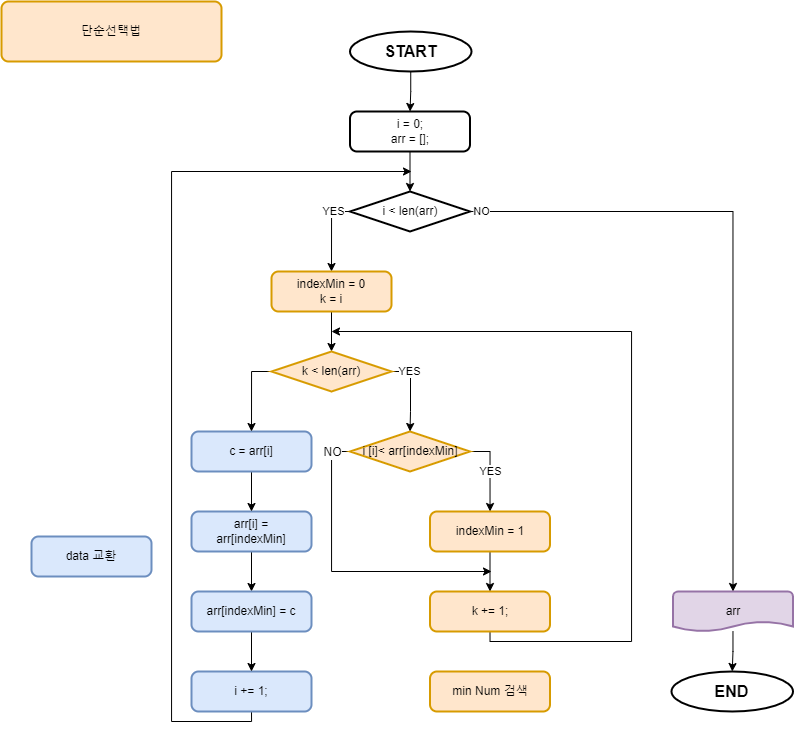 단순선택법
START
i = 0;
arr = [];
i < len(arr)
YES
NO
indexMin = 0
k = i
k < len(arr)
YES
c = arr[i]
[i]< arr[indexMin]
NO
YES
arr[i] =
arr[indexMin]
indexMin = 1
data 교환
arr[indexMin] = c
k += 1;
arr
i += 1;
min Num 검색
END